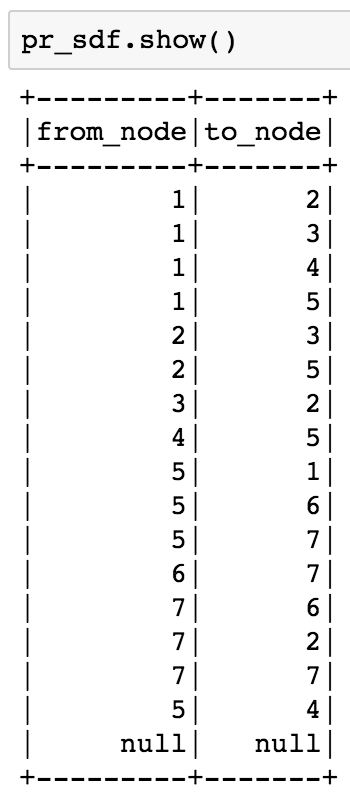 pr_sdf.show()
+---------+-------+
|from_node|to_node|
+---------+-------+
|        1|      2|
|        1|      3|
|        1|      4|
|        1|      5|
|        2|      3|
|        2|      5|
|        3|      2|
|        4|      5|
|        5|      1|
|        5|      6|
|        5|      7|
|        6|      7|
|        7|      6|
|        7|      2|
|        7|      7|
|        5|      4|
|     null|   null|
+---------+-------+